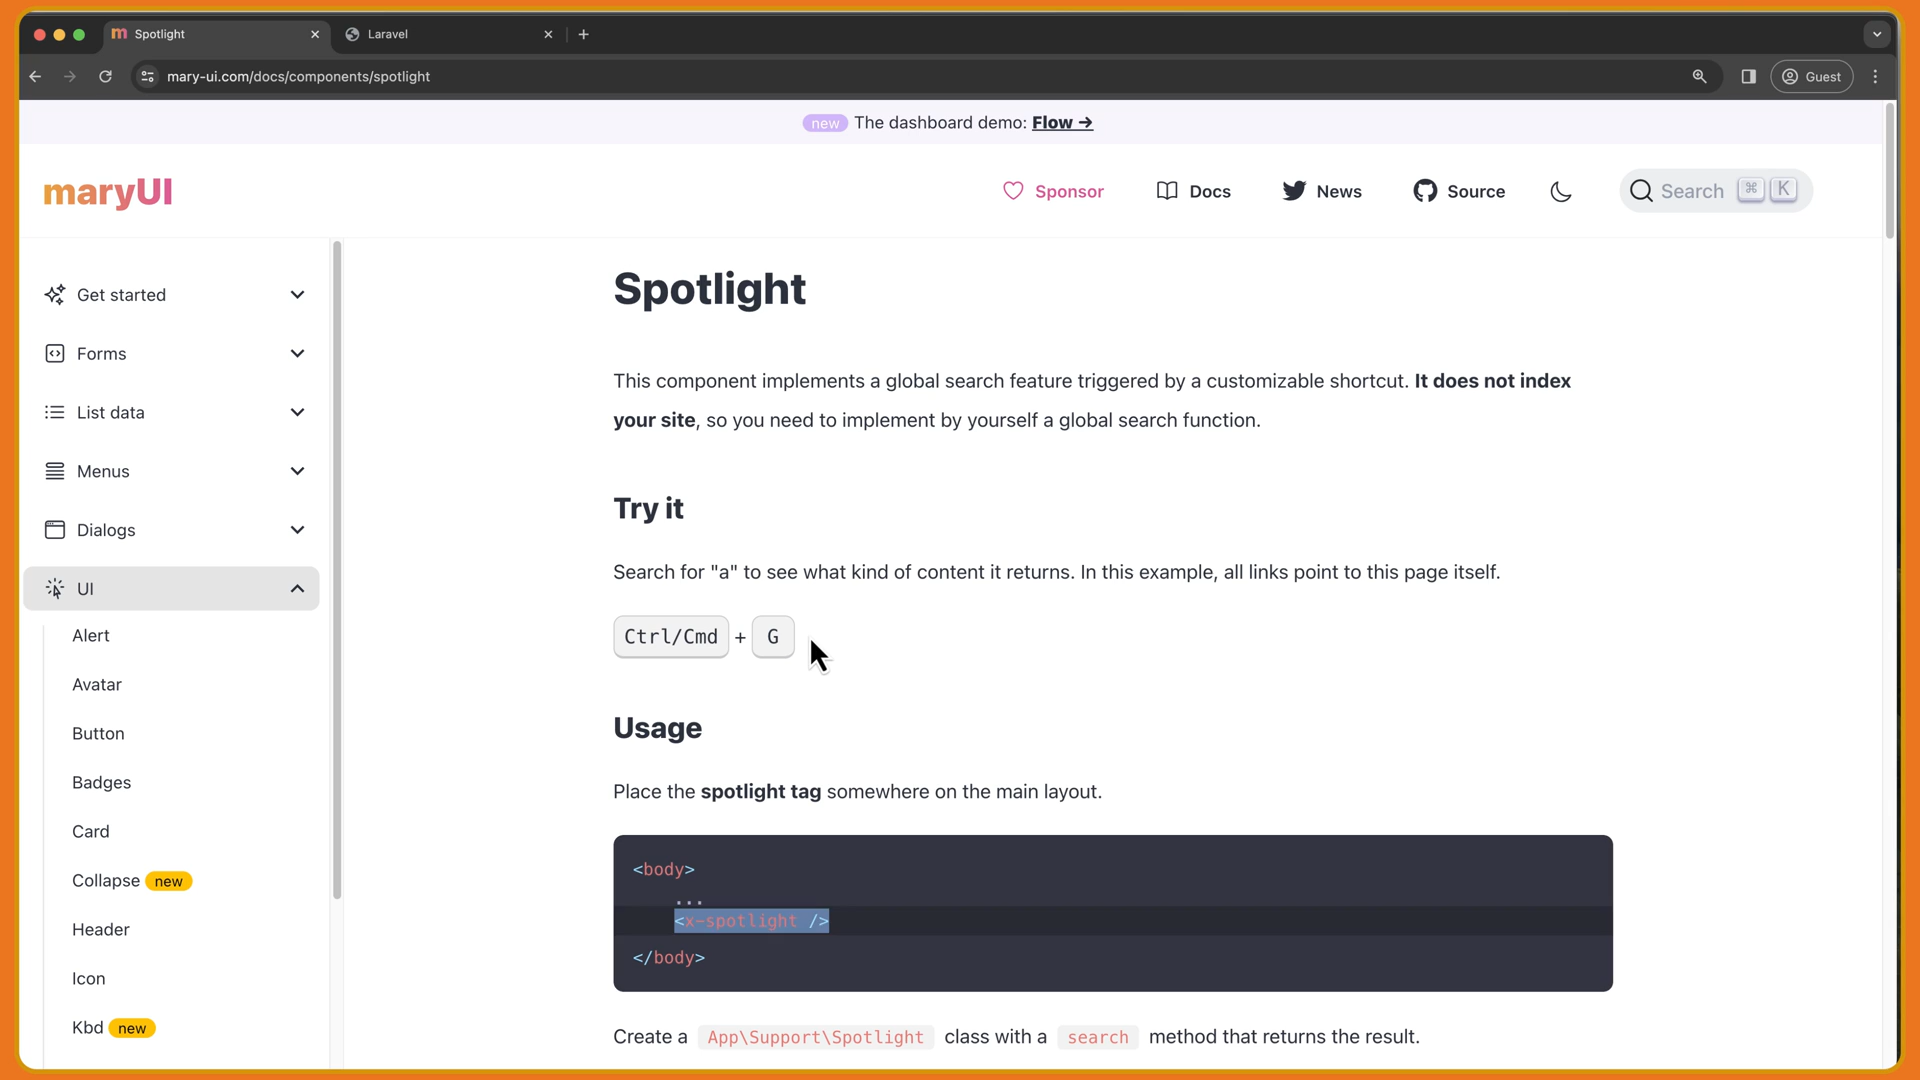 Spotlight
Laravel
mary-ui.com/docs/components/spotlight
Guest
new The dashboard demo: Flow →
maryUI
Sponsor
Docs
News
Source
Search ⌘ K
Get started
Forms
List data
Menus
Dialogs
UI
Alert
Avatar
Button
Badges
Card
Collapse new
Header
Icon
Kbd new
Spotlight
This component implements a global search feature triggered by a customizable shortcut. It does not index
your site, so you need to implement by yourself a global search function.
Try it
Search for "a" to see what kind of content it returns. In this example, all links point to this page itself.
Ctrl/Cmd + G
Usage
Place the spotlight tag somewhere on the main layout.
<body>
...
<x-spotlight />
</body>
Create a App\Support\Spotlight class with a search method that returns the result.